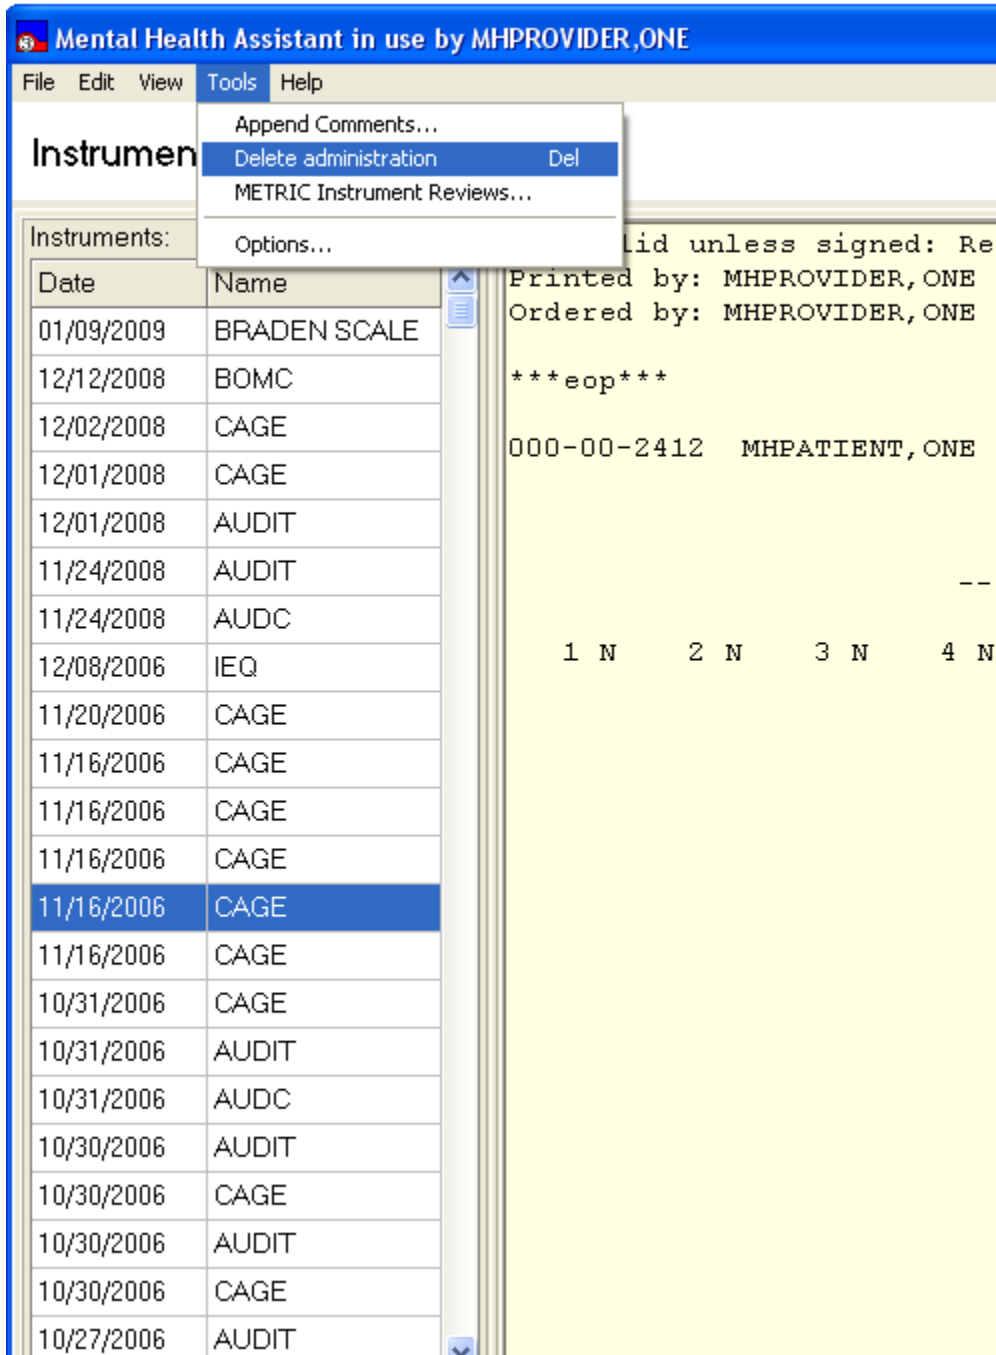 Mental Health Assistant in use by MHPROVIDER,ONE
File Edit View Tools Help
Append Comments...
Delete administration Del
METRIC Instrument Reviews...
Options...
Instrumen
Instruments:
Date Name
01/09/2009 BRADEN SCALE
12/12/2008 BOMC
12/02/2008 CAGE
12/01/2008 CAGE
12/01/2008 AUDIT
11/24/2008 AUDIT
11/24/2008 AUDC
12/08/2006 IEQ
11/20/2006 CAGE
11/16/2006 CAGE
11/16/2006 CAGE
11/16/2006 CAGE
11/16/2006 CAGE
11/16/2006 CAGE
10/31/2006 CAGE
10/31/2006 AUDIT
10/31/2006 AUDC
10/30/2006 AUDIT
10/30/2006 CAGE
10/30/2006 AUDIT
10/30/2006 CAGE
10/27/2006 AUDIT
lid unless signed: Re
Printed by: MHPROVIDER,ONE
Ordered by: MHPROVIDER,ONE
***eop***
000-00-2412 MHPATIENT,ONE
--
1 N 2 N 3 N 4 N